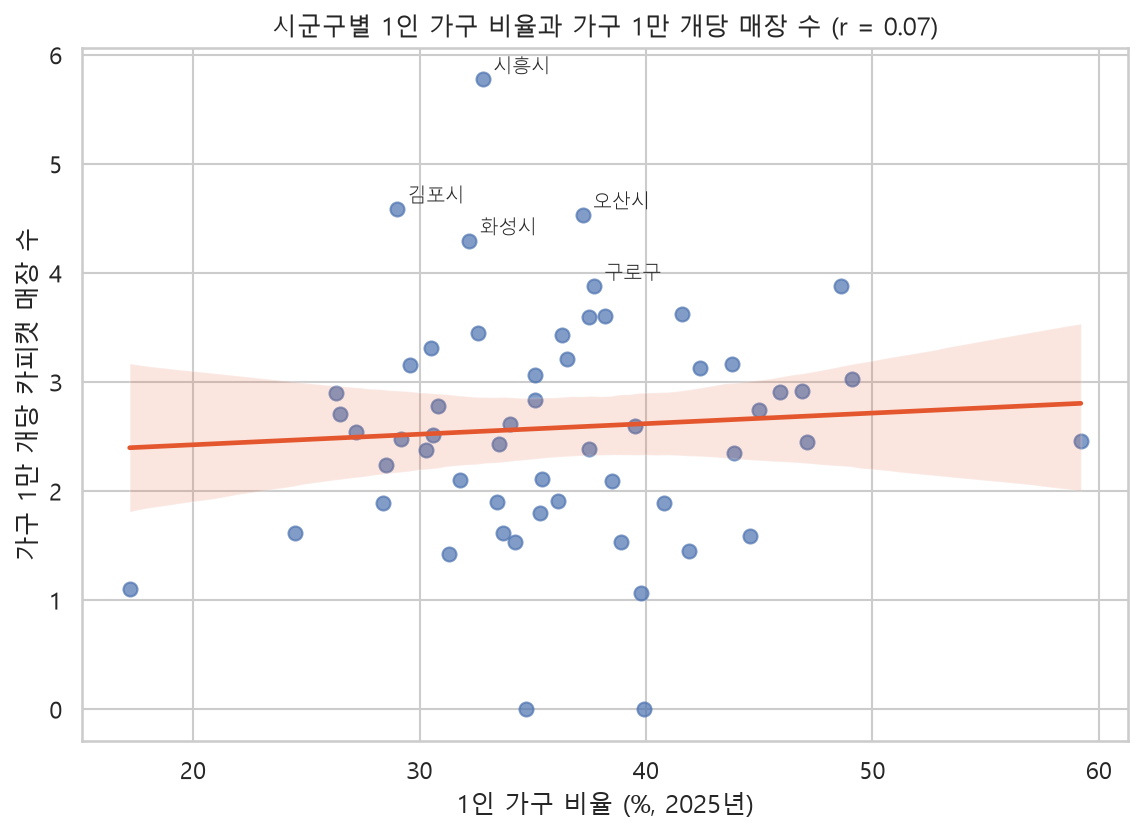 시군구별 1인 가구 비율과 가구 1만 개당 매장 수 (r = 0.07)
가구 1만 개당 카피캣 매장 수
6
5
4
3
2
1
0
시흥시
김포시
오산시
화성시
구로구
20
30
40
50
60
1인 가구 비율 (%, 2025년)